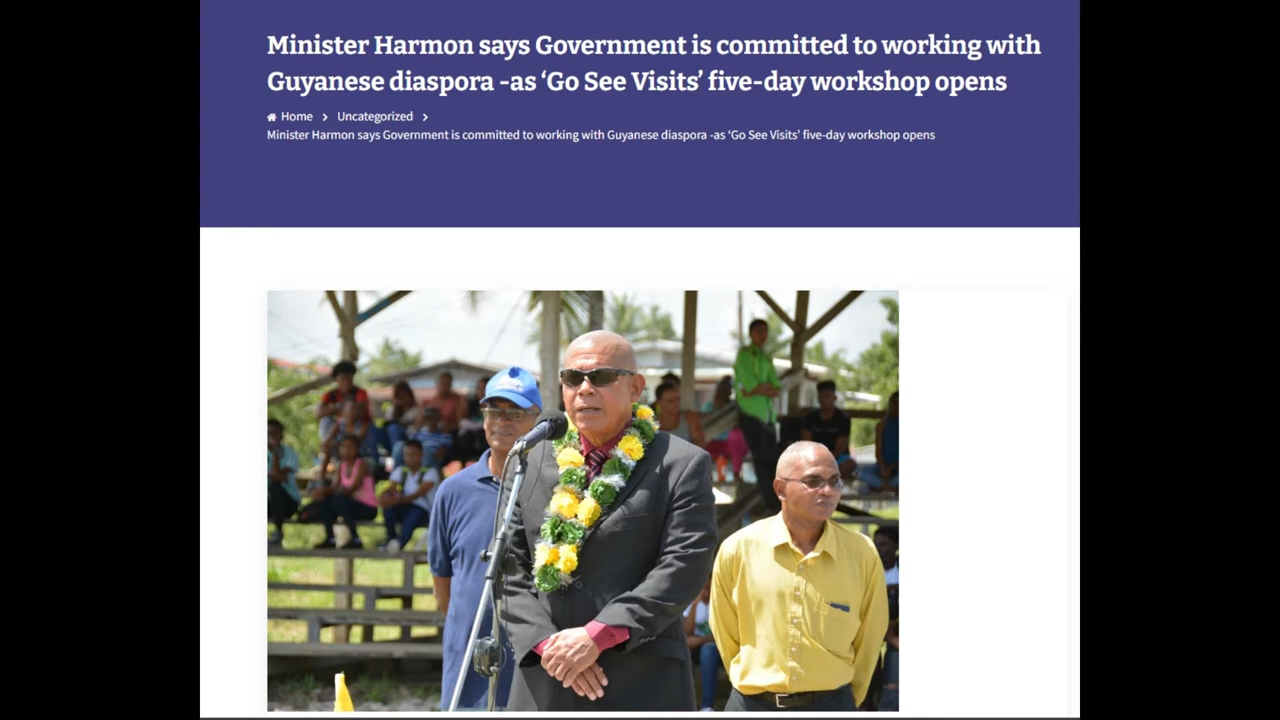 Minister Harmon says Government is committed to working with
Guyanese diaspora -as ‘Go See Visits’ five-day workshop opens
Home > Uncategorized >
Minister Harmon says Government is committed to working with Guyanese diaspora -as ‘Go See Visits’ five-day workshop opens